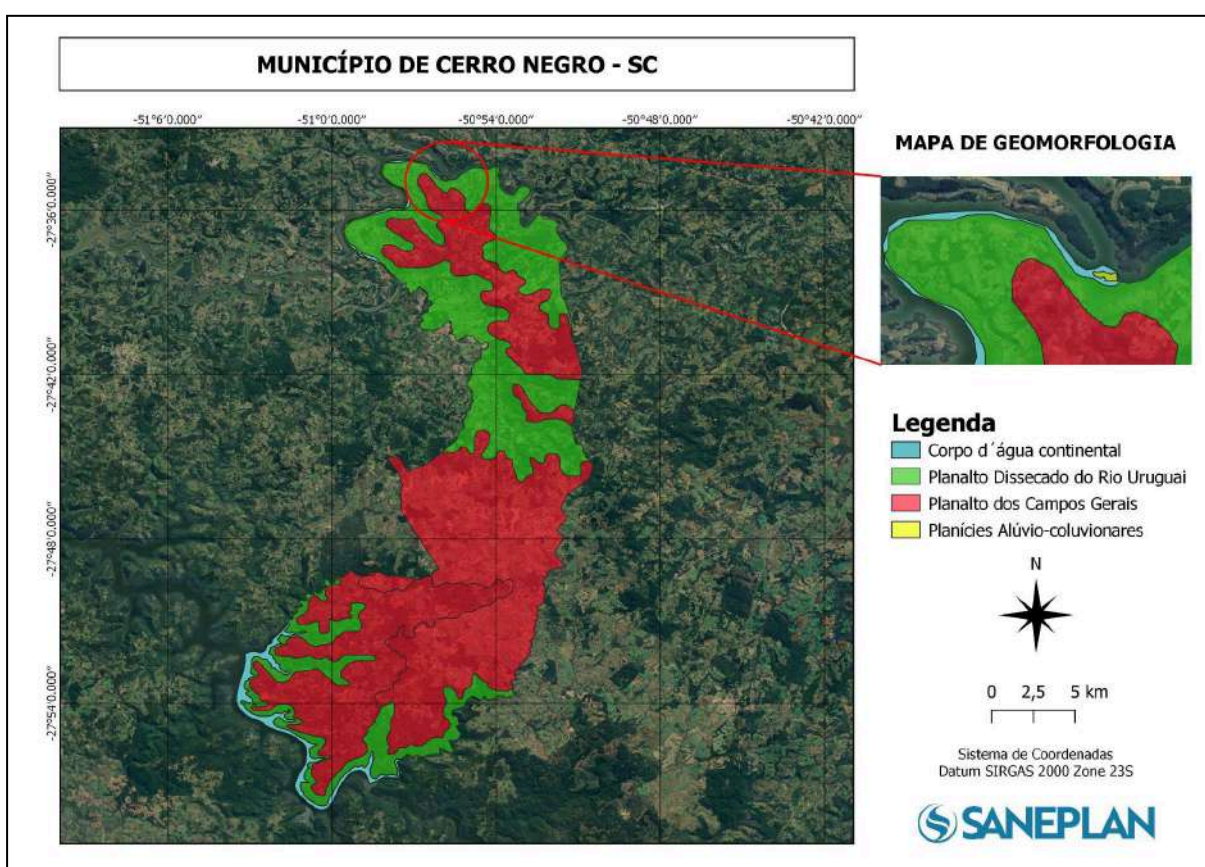 MUNICÍPIO DE CERRO NEGRO - SC
-51°6'0.000" -51°0'0.000" -50°54'0.000" -50°48'0.000" -50°42'0.000"
-27°36'0.000"
-27°42'0.000"
-27°48'0.000"
-27°54'0.000"
MAPA DE GEOMORFOLOGIA
Legenda
Corpo d´água continental
Planalto Dissecado do Rio Uruguai
Planalto dos Campos Gerais
Planícies Alúvio-coluvionares
N
0 2,5 5 km
Sistema de Coordenadas
Datum SIRGAS 2000 Zone 23S
SANEPLAN